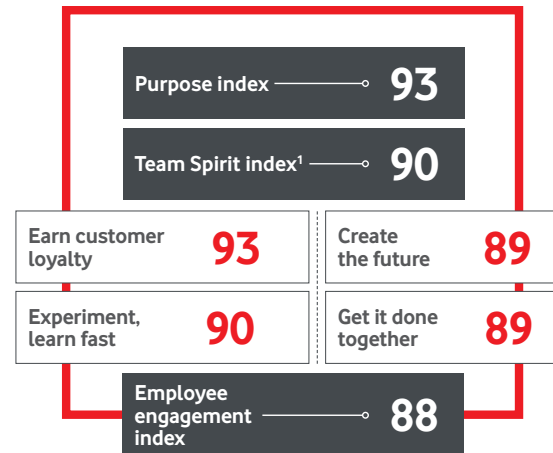 Purpose index 93
Team Spirit index¹ 90
Earn customer
loyalty
93
Create
the future
89
Experiment,
learn fast
90
Get it done
together
89
Employee
engagement
index
88